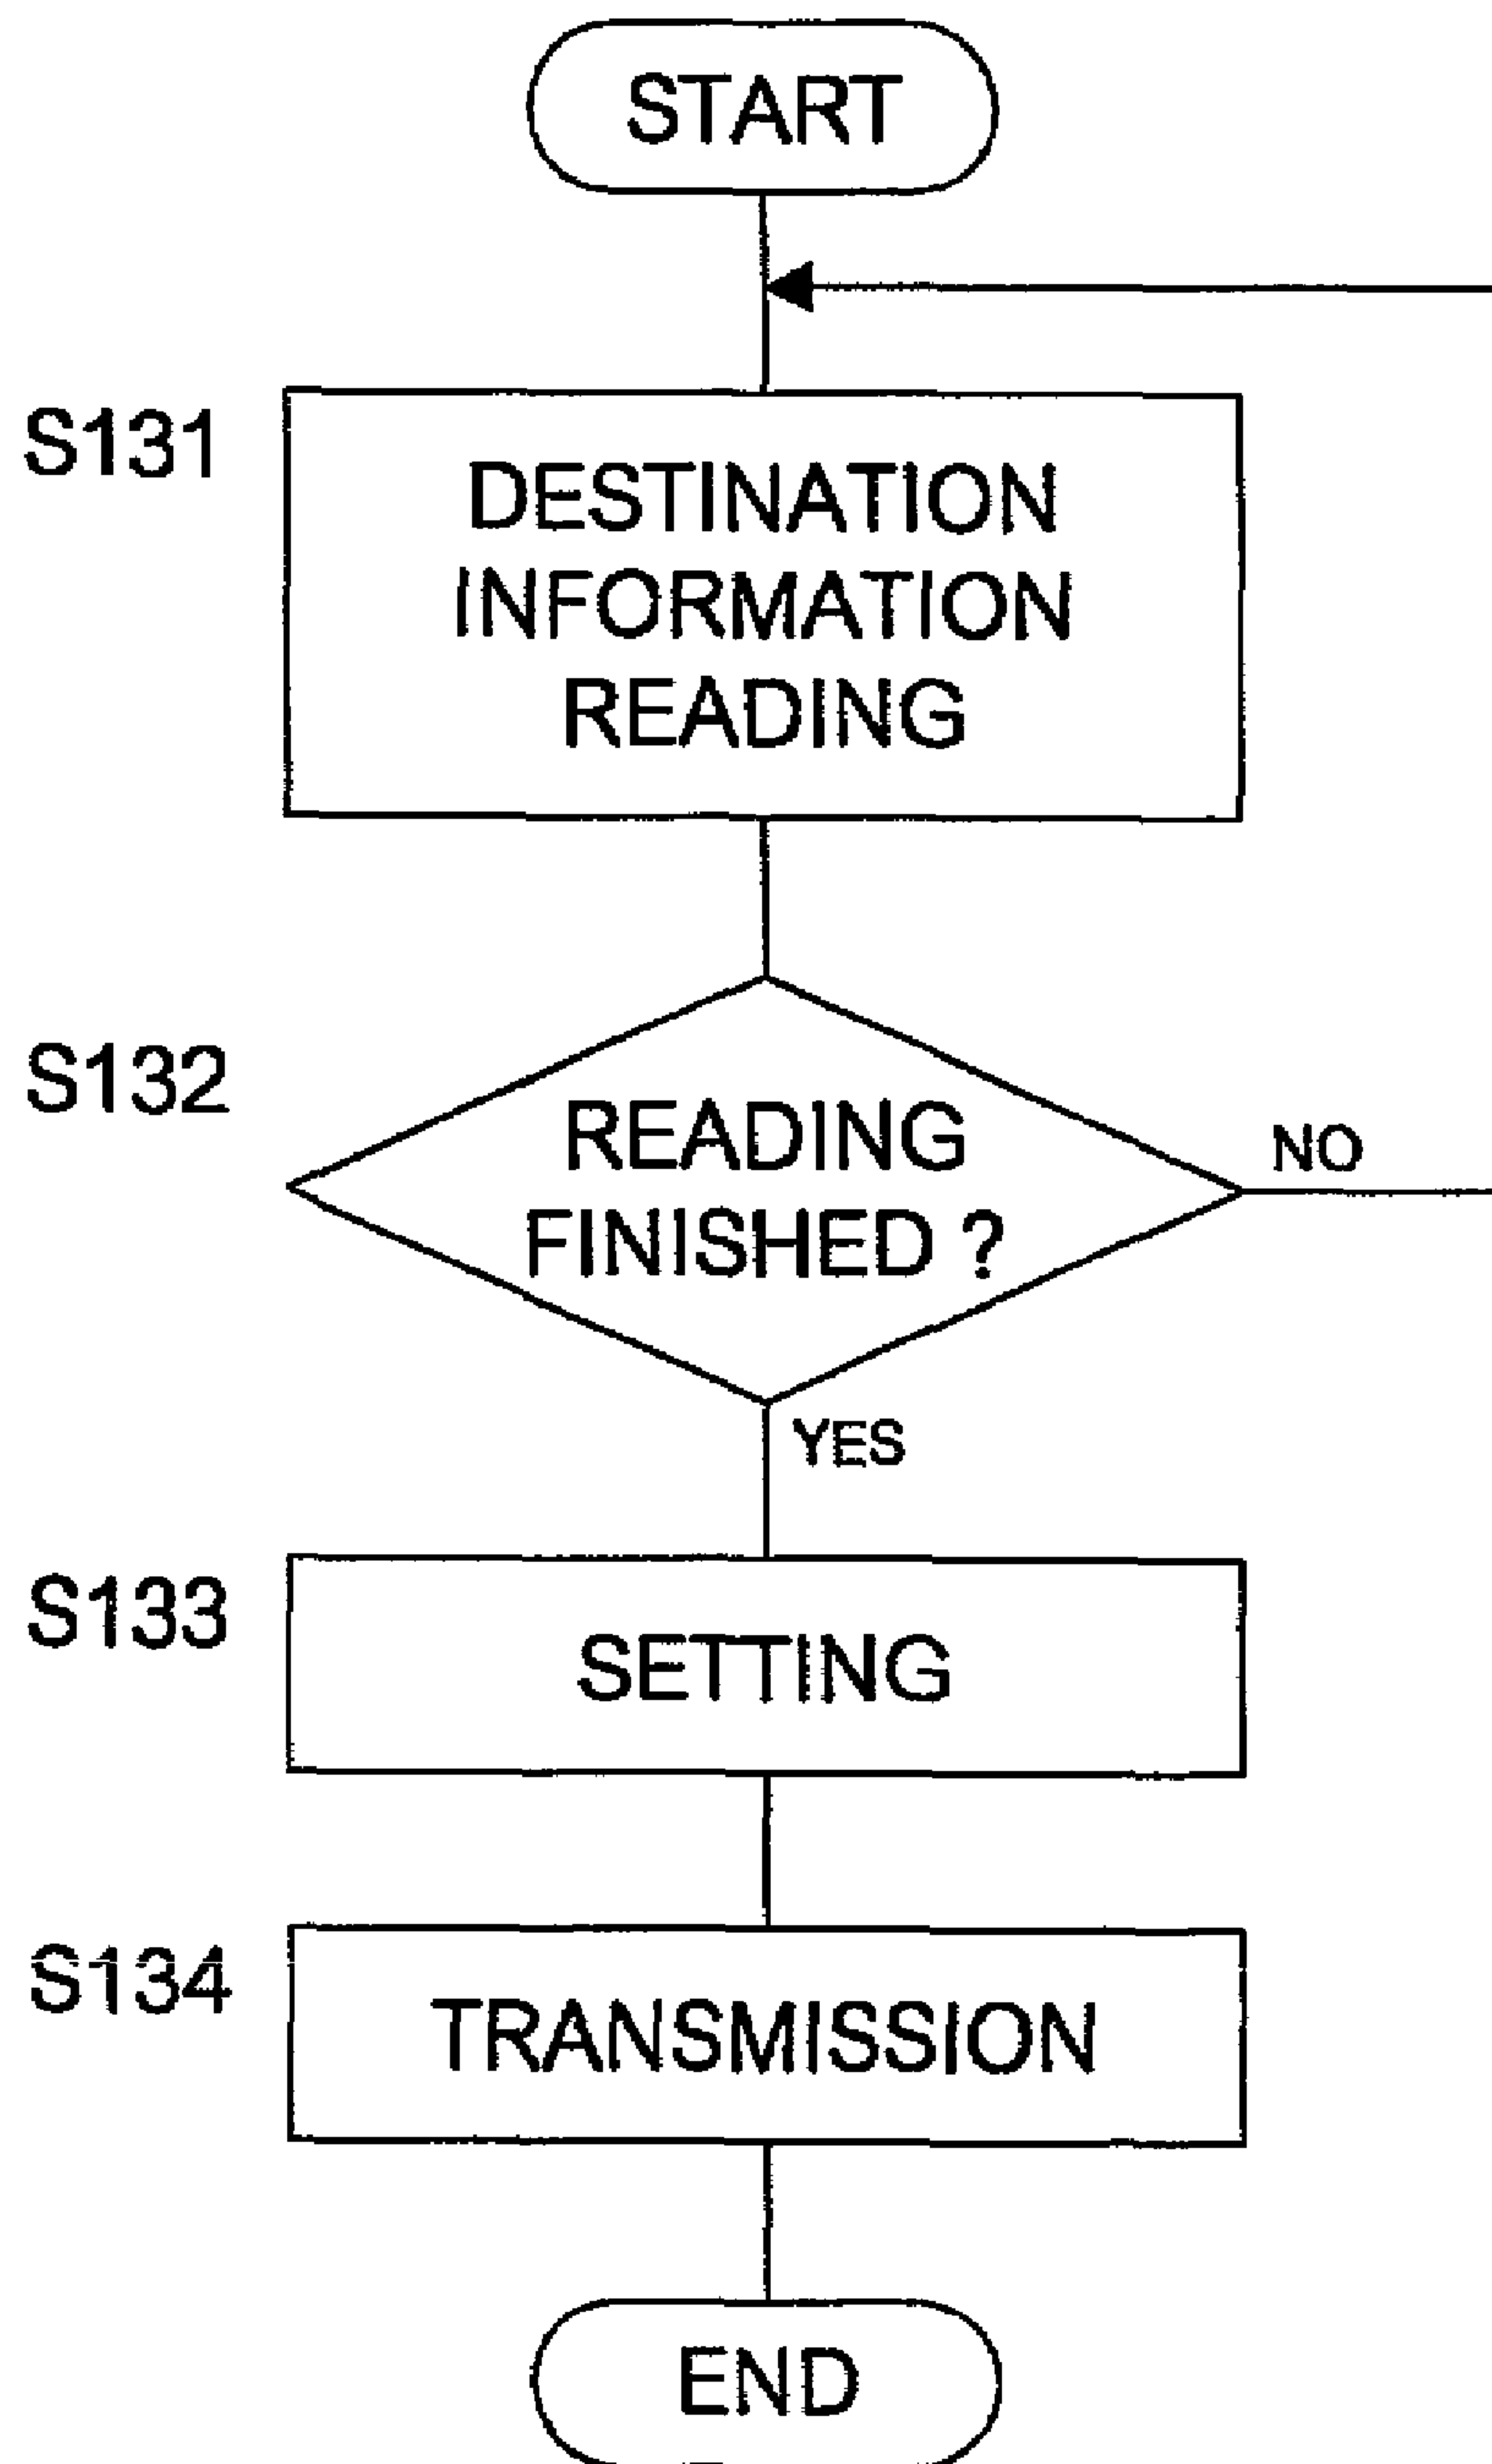 START
S131
DESTINATION
INFORMATION
READING
S132
READING
FINISHED ?
NO
YES
S133
SETTING
S134
TRANSMISSION
END